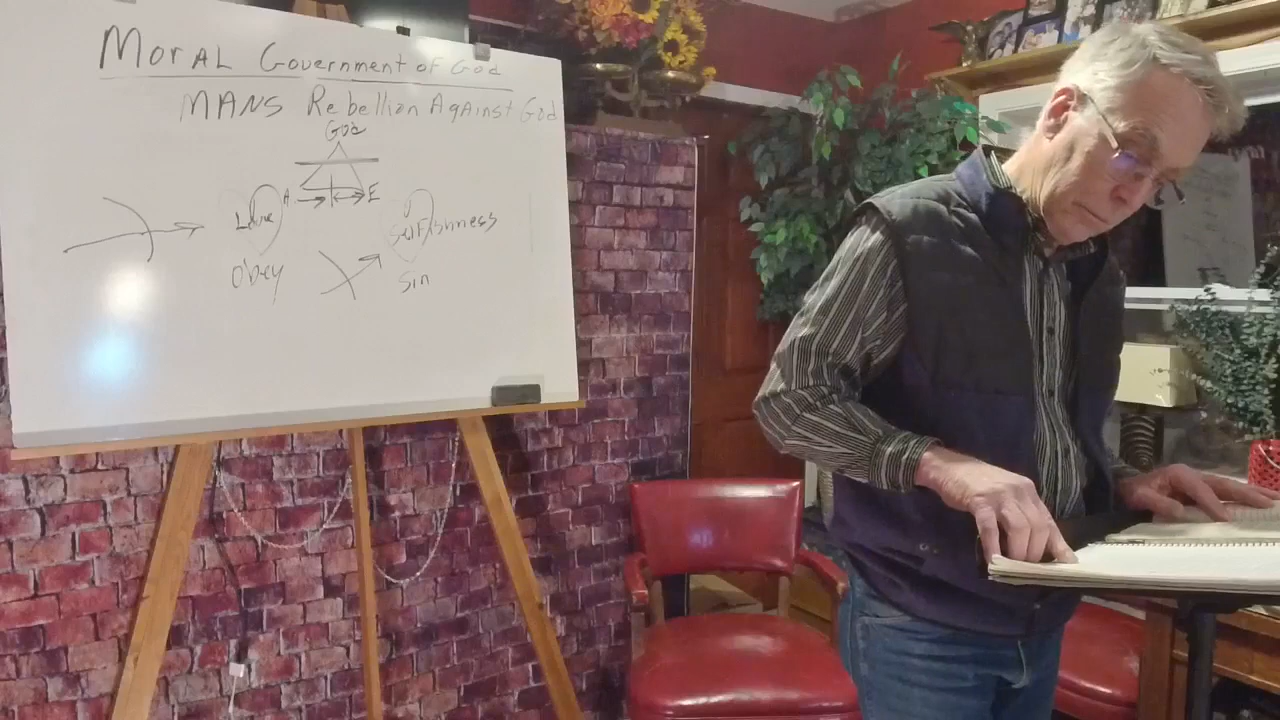 Moral Government of God
MANS Rebellion Against God
God
A. E
Love Selfishness
Obey Sin